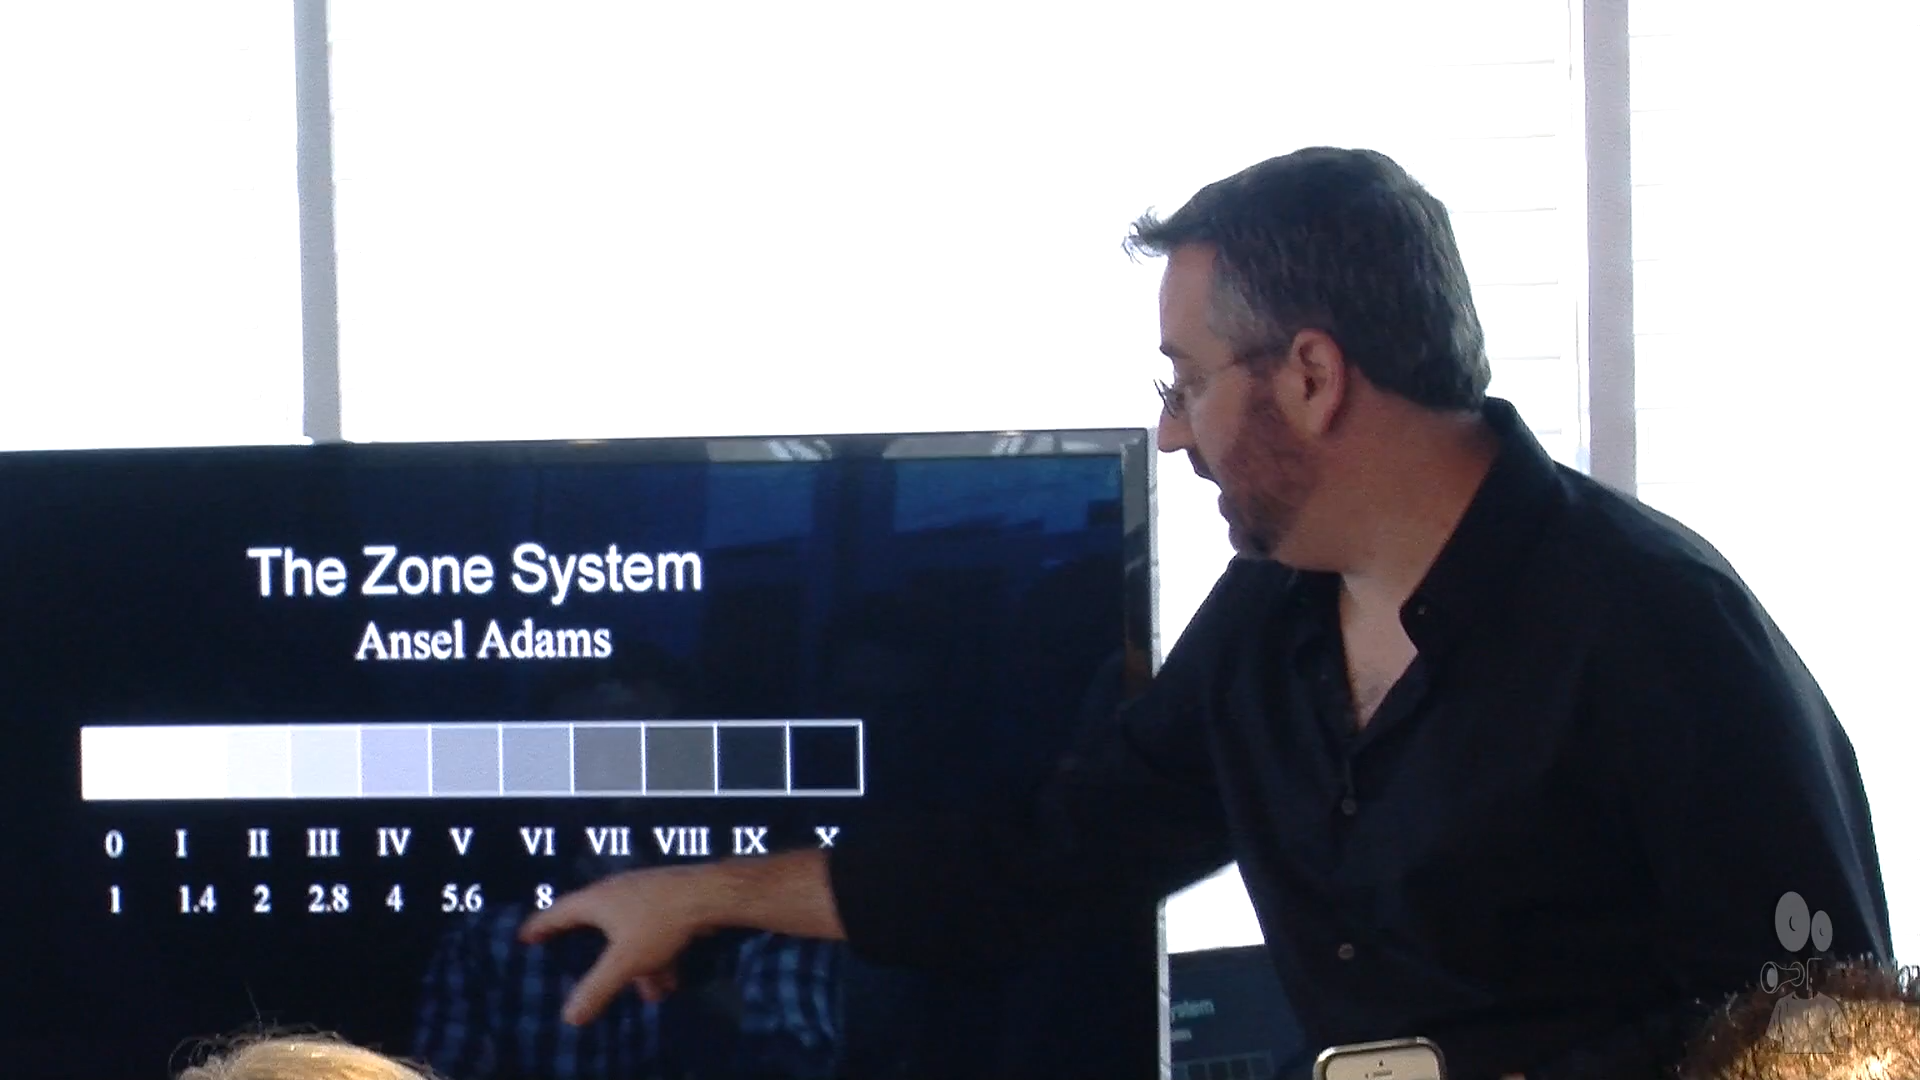 The Zone System
Ansel Adams
0 I II III IV V VI VII VIII IX X
1 1.4 2 2.8 4 5.6 8